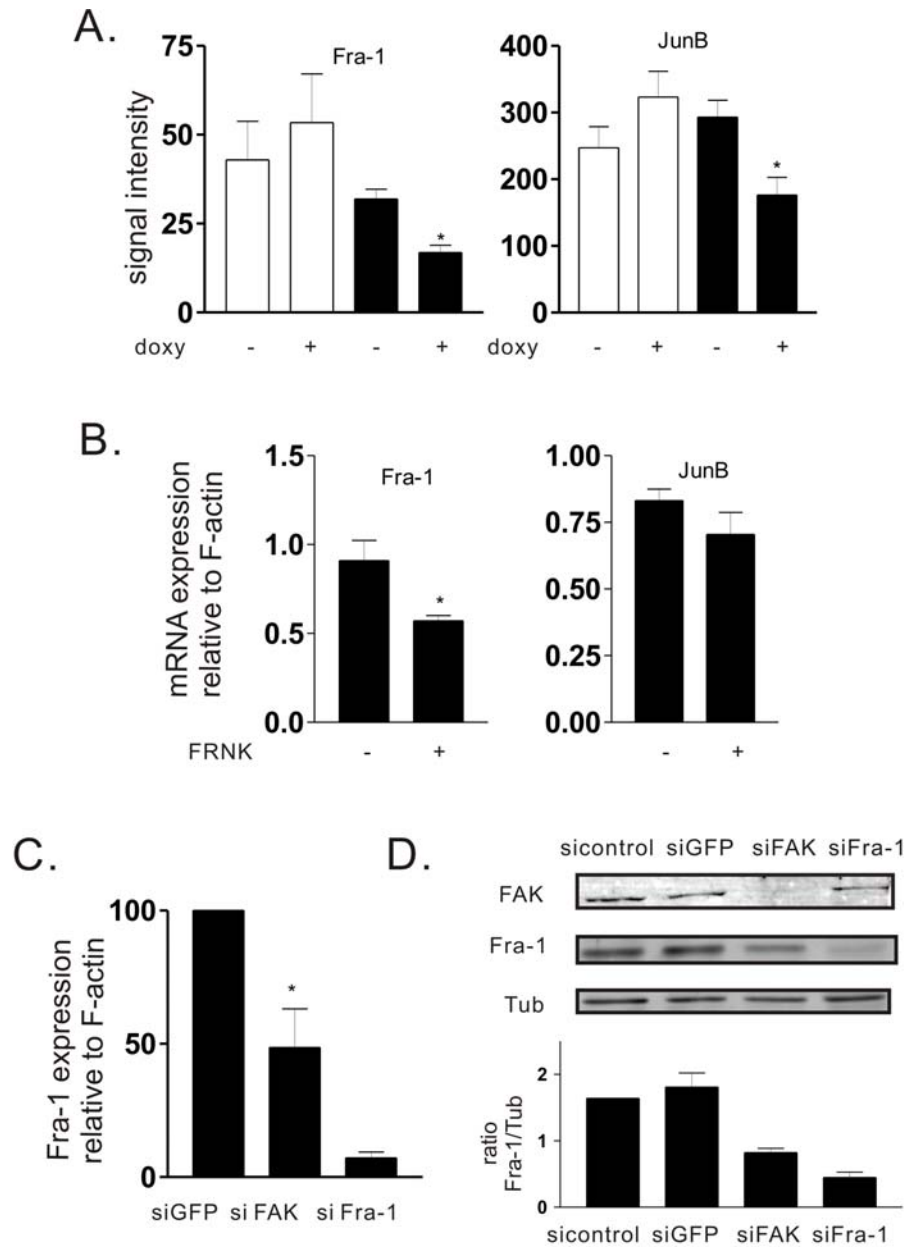 A.
Fra-1
JunB
signal intensity
75
50
25
0
400
300
200
100
0
*
*
doxy - + - +
doxy - + - +
B.
mRNA expression
relative to F-actin
Fra-1
JunB
1.5
1.0
0.5
0.0
1.00
0.75
0.50
0.25
0.00
*
FRNK - + - +
C.
Fra-1 expression
relative to F-actin
100
50
0
*
siGFP si FAK si Fra-1
D.
sicontrol siGFP siFAK siFra-1
FAK
Fra-1
Tub
ratio
Fra-1/Tub
2
1
0
sicontrol siGFP siFAK siFra-1